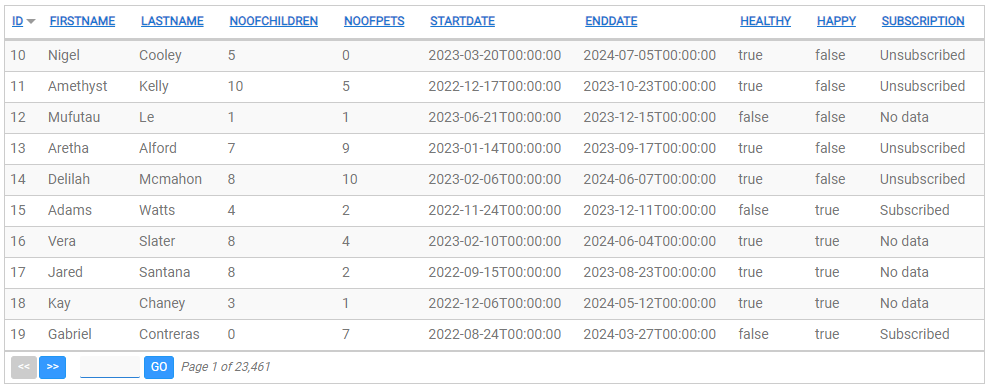 ID FIRSTNAME LASTNAME NOOFCHILDREN NOOFPETS STARTDATE ENDDATE HEALTHY HAPPY SUBSCRIPTION
10 Nigel Cooley 5 0 2023-03-20T00:00:00 2024-07-05T00:00:00 true false Unsubscribed
11 Amethyst Kelly 10 5 2022-12-17T00:00:00 2023-10-23T00:00:00 true false Unsubscribed
12 Mufutau Le 1 1 2023-06-21T00:00:00 2023-12-15T00:00:00 false false No data
13 Aretha Alford 7 9 2023-01-14T00:00:00 2023-09-17T00:00:00 true false Unsubscribed
14 Delilah Mcmahon 8 10 2023-02-06T00:00:00 2024-06-07T00:00:00 true false Unsubscribed
15 Adams Watts 4 2 2022-11-24T00:00:00 2023-12-11T00:00:00 false true Subscribed
16 Vera Slater 8 4 2023-02-10T00:00:00 2024-06-04T00:00:00 true true No data
17 Jared Santana 8 2 2022-09-15T00:00:00 2023-08-23T00:00:00 true true No data
18 Kay Chaney 3 1 2022-12-06T00:00:00 2024-05-12T00:00:00 true true No data
19 Gabriel Contreras 0 7 2022-08-24T00:00:00 2024-03-27T00:00:00 false true Subscribed
<< >> GO Page 1 of 23,461